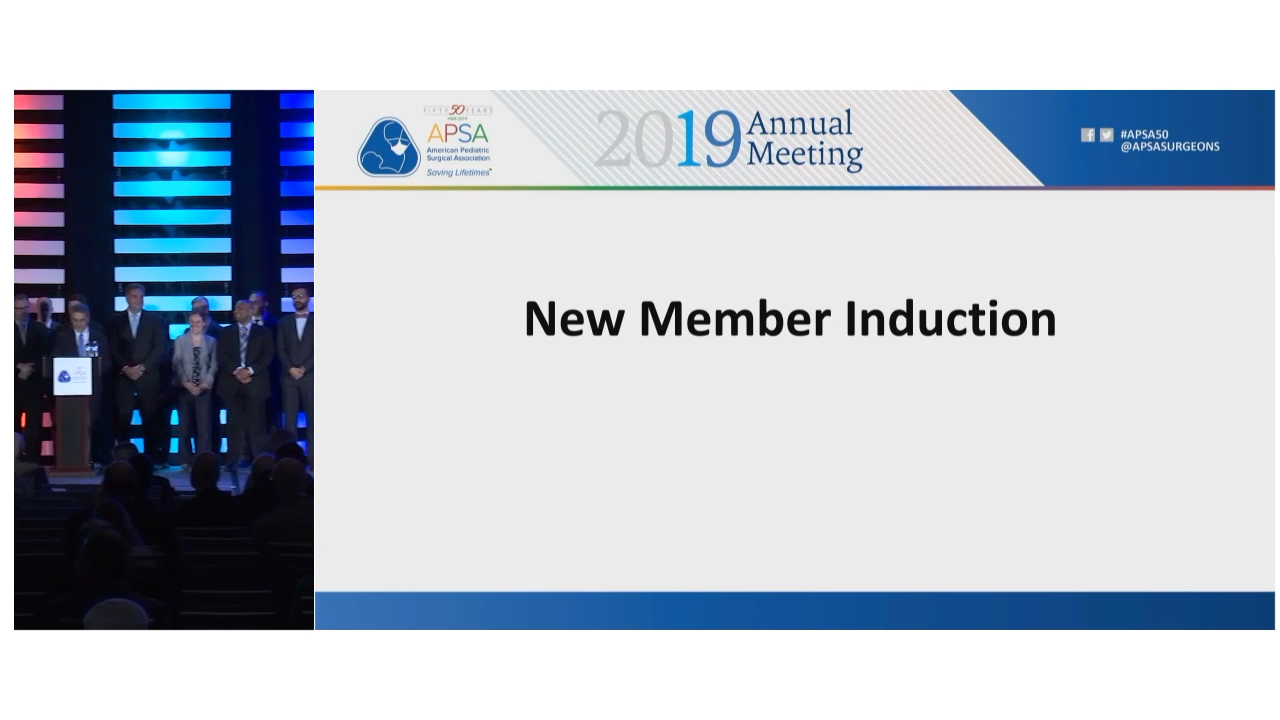 FIFTY 50 YEARS
APSA
American Pediatric
Surgical Association
Saving Lifetimes
2019 Annual
Meeting
#APSA50
@APSASURGEONS
New Member Induction